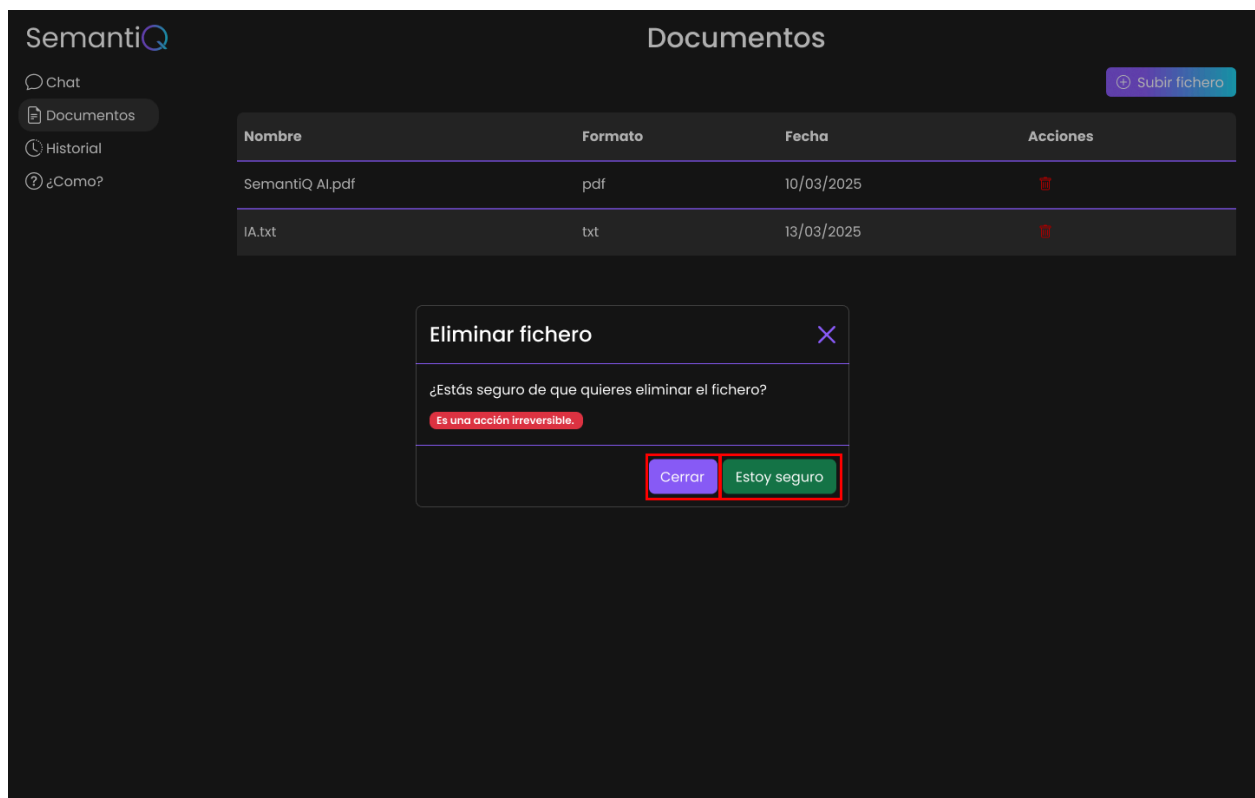 SemantiQ
Documentos
Chat
Subir fichero
Documentos
Historial
¿Como?
Nombre Formato Fecha Acciones
SemantiQ AI.pdf pdf 10/03/2025
IA.txt txt 13/03/2025
Eliminar fichero
¿Estás seguro de que quieres eliminar el fichero?
Es una acción irreversible.
Cerrar Estoy seguro